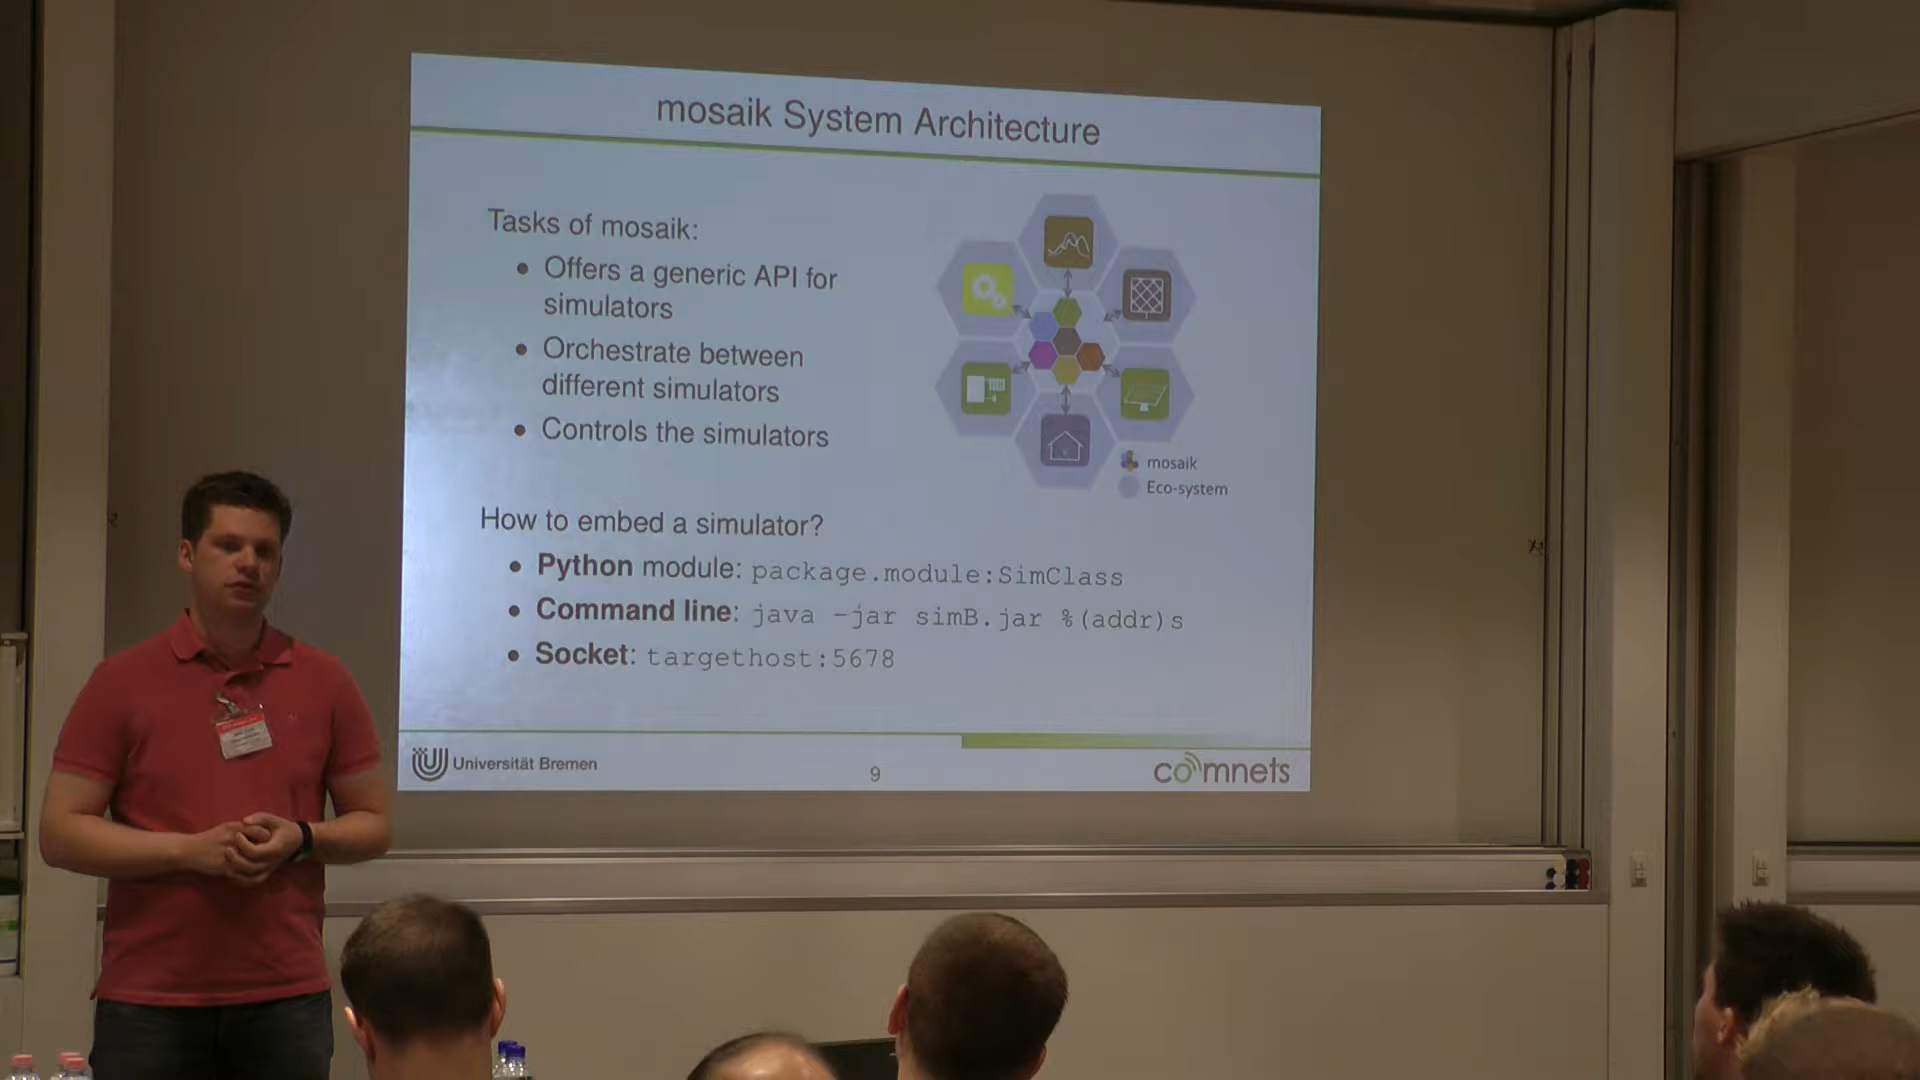 mosaik System Architecture
Tasks of mosaik:
• Offers a generic API for
simulators
• Orchestrate between
different simulators
• Controls the simulators
mosaik
Eco-system
How to embed a simulator?
• Python module: package.module:SimClass
• Command line: java -jar simB.jar %(addr)s
• Socket: targethost:5678
Universität Bremen
9
comnets